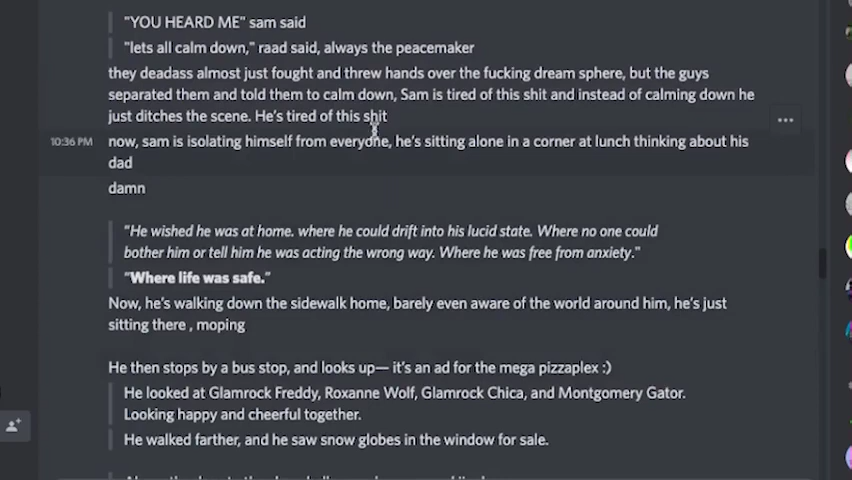 "YOU HEARD ME" sam said
"lets all calm down," raad said, always the peacemaker
they deadass almost just fought and threw hands over the fucking dream sphere, but the guys
separated them and told them to calm down, Sam is tired of this shit and instead of calming down he
just ditches the scene. He's tired of this shit
10:36 PM now, sam is isolating himself from everyone, he's sitting alone in a corner at lunch thinking about his
dad
damn
"He wished he was at home. where he could drift into his lucid state. Where no one could
bother him or tell him he was acting the wrong way. Where he was free from anxiety."
"Where life was safe."
Now, he's walking down the sidewalk home, barely even aware of the world around him, he's just
sitting there , moping
He then stops by a bus stop, and looks up— it's an ad for the mega pizzaplex :)
He looked at Glamrock Freddy, Roxanne Wolf, Glamrock Chica, and Montgomery Gator.
Looking happy and cheerful together.
He walked farther, and he saw snow globes in the window for sale.